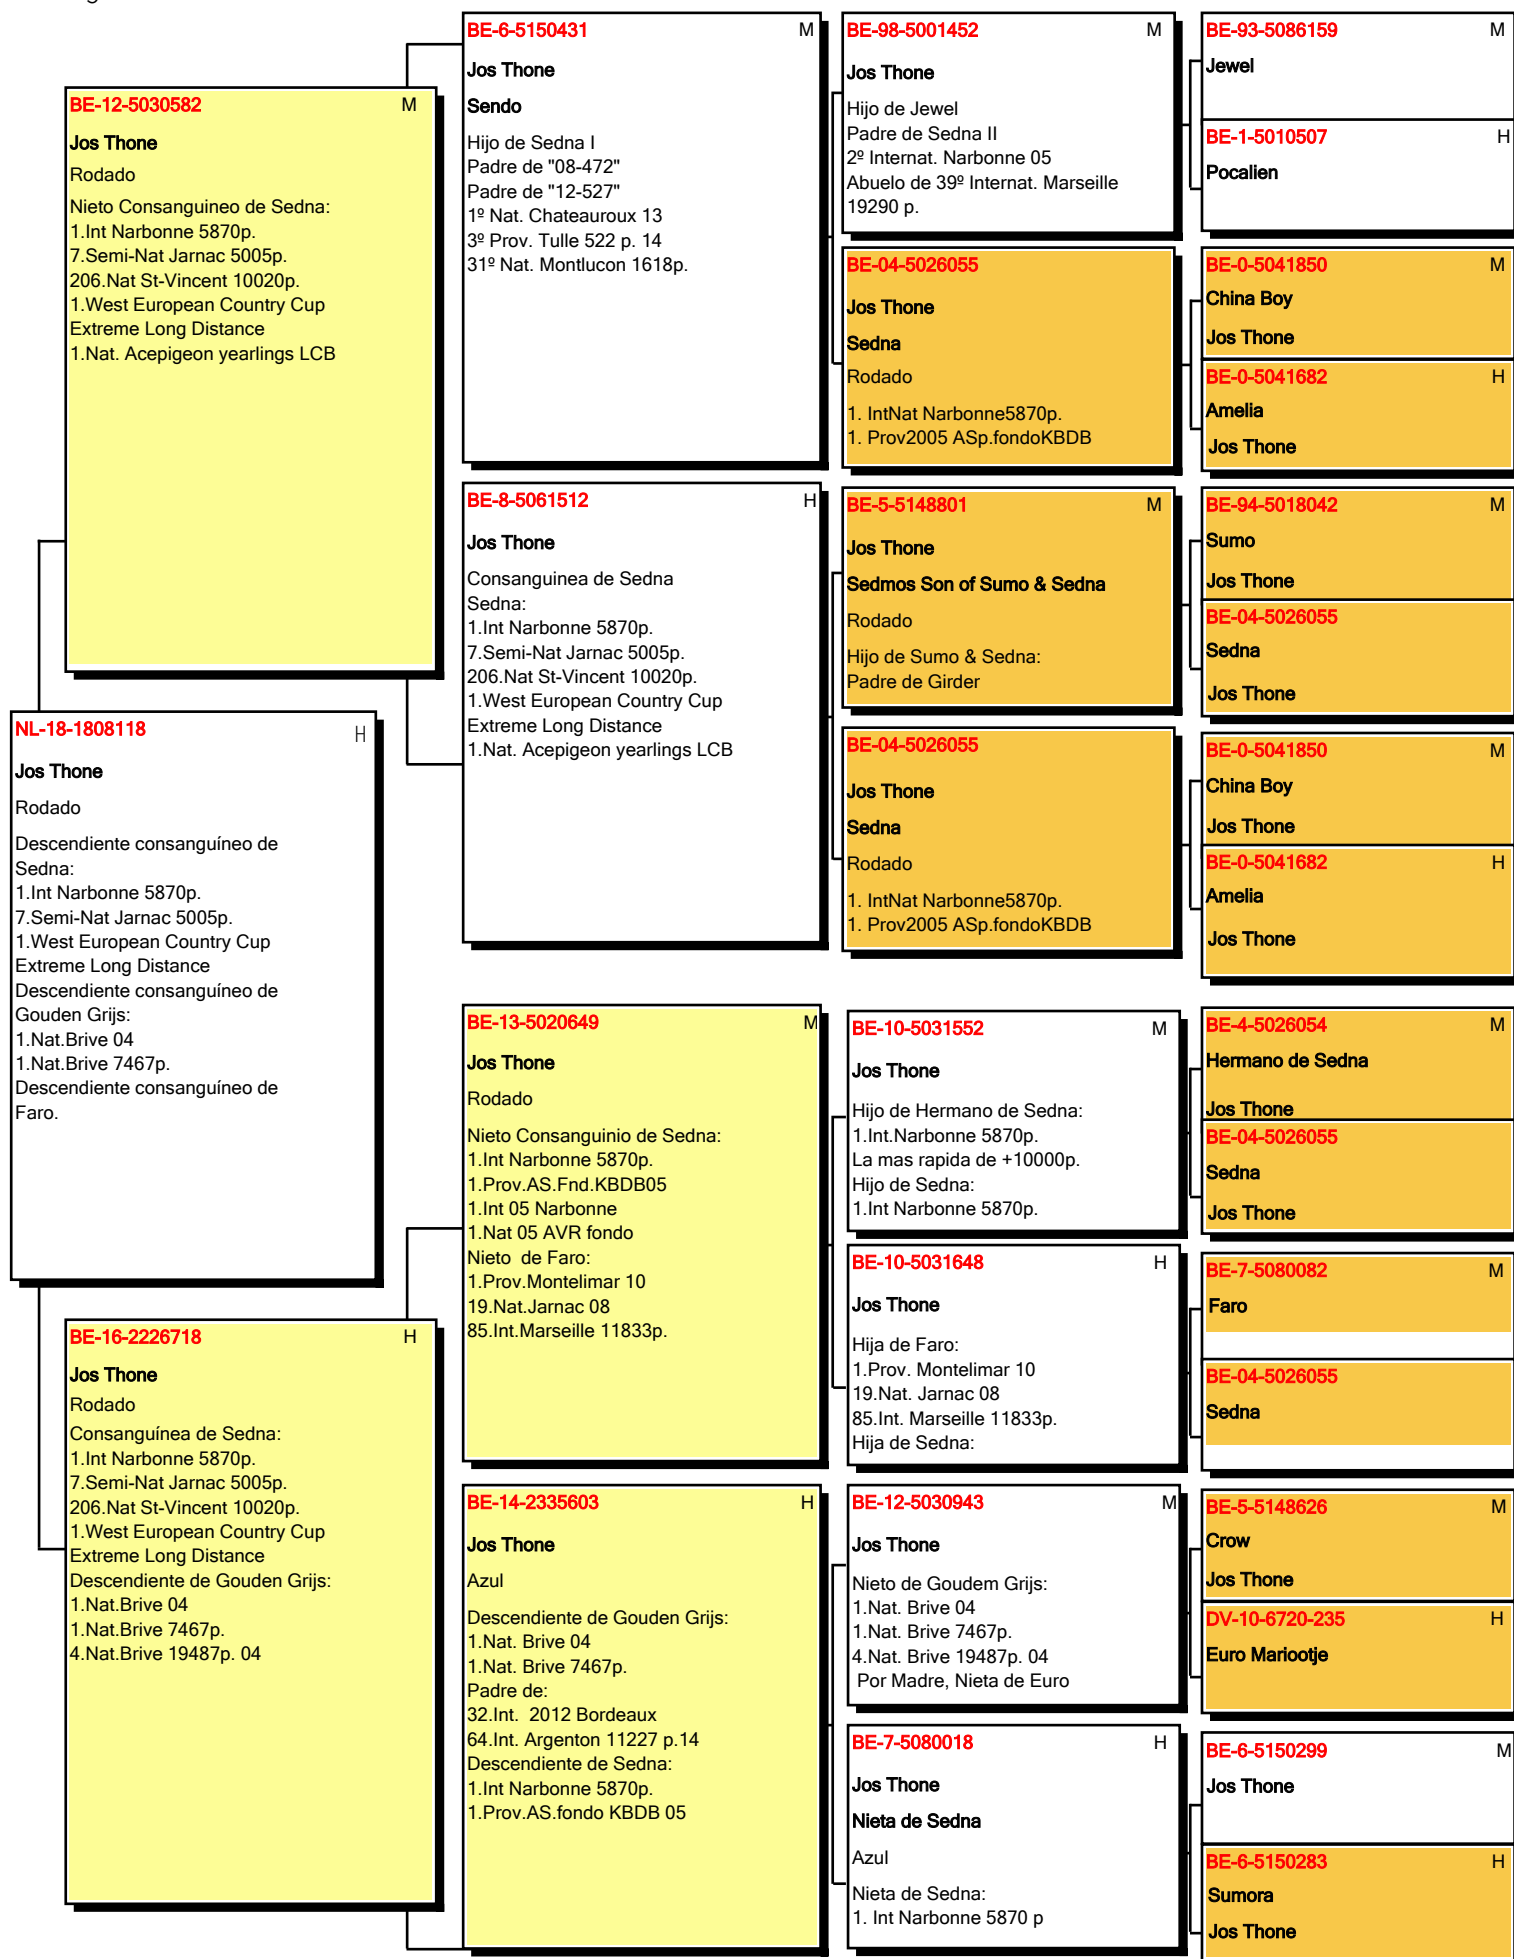 BE-12-5030582 M
Jos Thone
Rodado
Nieto Consanguineo de Sedna:
1.Int Narbonne 5870p.
7.Semi-Nat Jarnac 5005p.
206.Nat St-Vincent 10020p.
1.West European Country Cup
Extreme Long Distance
1.Nat. Acepigeon yearlings LCB
NL-18-1808118 H
Jos Thone
Rodado
Descendiente consanguíneo de
Sedna:
1.Int Narbonne 5870p.
7.Semi-Nat Jarnac 5005p.
1.West European Country Cup
Extreme Long Distance
Descendiente consanguíneo de
Gouden Grijs:
1.Nat.Brive 04
1.Nat.Brive 7467p.
Descendiente consanguíneo de
Faro.
BE-16-2226718 H
Jos Thone
Rodado
Consanguínea de Sedna:
1.Int Narbonne 5870p.
7.Semi-Nat Jarnac 5005p.
206.Nat St-Vincent 10020p.
1.West European Country Cup
Extreme Long Distance
Descendiente de Gouden Grijs:
1.Nat.Brive 04
1.Nat.Brive 7467p.
4.Nat.Brive 19487p. 04
BE-6-5150431 M
Jos Thone
Sendo
Hijo de Sedna I
Padre de "08-472"
Padre de "12-527"
1º Nat. Chateauroux 13
3º Prov. Tulle 522 p. 14
31º Nat. Montlucon 1618p.
BE-8-5061512 H
Jos Thone
Consanguinea de Sedna
Sedna:
1.Int Narbonne 5870p.
7.Semi-Nat Jarnac 5005p.
206.Nat St-Vincent 10020p.
1.West European Country Cup
Extreme Long Distance
1.Nat. Acepigeon yearlings LCB
BE-13-5020649 M
Jos Thone
Rodado
Nieto Consanguinio de Sedna:
1.Int Narbonne 5870p.
1.Prov.AS.Fnd.KBDB05
1.Int 05 Narbonne
1.Nat 05 AVR fondo
Nieto  de Faro:
1.Prov.Montelimar 10
19.Nat.Jarnac 08
85.Int.Marseille 11833p.
BE-14-2335603 H
Jos Thone
Azul
Descendiente de Gouden Grijs:
1.Nat. Brive 04
1.Nat. Brive 7467p.
Padre de:
32.Int.  2012 Bordeaux
64.Int. Argenton 11227 p.14
Descendiente de Sedna:
1.Int Narbonne 5870p.
1.Prov.AS.fondo KBDB 05
BE-98-5001452 M
Jos Thone
Hijo de Jewel
Padre de Sedna II
2º Internat. Narbonne 05
Abuelo de 39º Internat. Marseille
19290 p.
BE-04-5026055
Jos Thone
Sedna
Rodado
1. IntNat Narbonne5870p.
1. Prov2005 ASp.fondoKBDB
BE-5-5148801 M
Jos Thone
Sedmos Son of Sumo & Sedna
Rodado
Hijo de Sumo & Sedna:
Padre de Girder
BE-04-5026055
Jos Thone
Sedna
Rodado
1. IntNat Narbonne5870p.
1. Prov2005 ASp.fondoKBDB
BE-10-5031552 M
Jos Thone
Hijo de Hermano de Sedna:
1.Int.Narbonne 5870p.
La mas rapida de +10000p.
Hijo de Sedna:
1.Int Narbonne 5870p.
BE-10-5031648 H
Jos Thone
Hija de Faro:
1.Prov. Montelimar 10
19.Nat. Jarnac 08
85.Int. Marseille 11833p.
Hija de Sedna:
BE-12-5030943 M
Jos Thone
Nieto de Goudem Grijs:
1.Nat. Brive 04
1.Nat. Brive 7467p.
4.Nat. Brive 19487p. 04
Por Madre, Nieta de Euro
BE-7-5080018 H
Jos Thone
Nieta de Sedna
Azul
Nieta de Sedna:
1. Int Narbonne 5870 p
BE-93-5086159 M
Jewel
BE-1-5010507 H
Pocalien
BE-0-5041850 M
China Boy
Jos Thone
BE-0-5041682 H
Amelia
Jos Thone
BE-94-5018042 M
Sumo
Jos Thone
BE-04-5026055
Sedna
Jos Thone
BE-0-5041850 M
China Boy
Jos Thone
BE-0-5041682 H
Amelia
Jos Thone
BE-4-5026054 M
Hermano de Sedna
Jos Thone
BE-04-5026055
Sedna
Jos Thone
BE-7-5080082 M
Faro
BE-04-5026055
Sedna
BE-5-5148626 M
Crow
Jos Thone
DV-10-6720-235 H
Euro Mariootje
BE-6-5150299 M
Jos Thone
BE-6-5150283 H
Sumora
Jos Thone